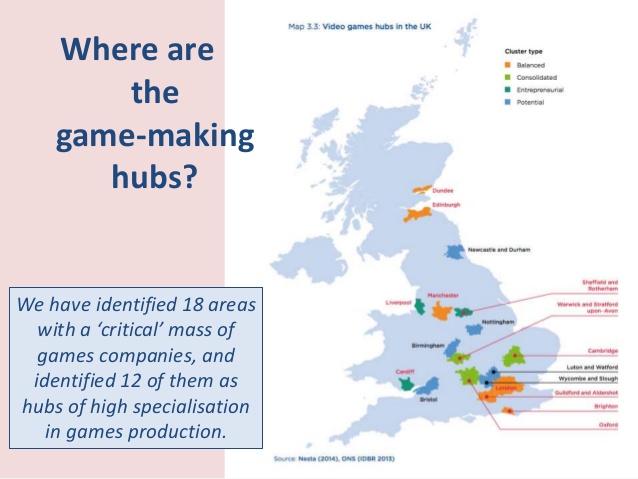 Where are
the
game-making
hubs?
We have identified 18 areas
with a ‘critical’ mass of
games companies, and
identified 12 of them as
hubs of high specialisation
in games production.
Map 3.3: Video games hubs in the UK
Cluster type
Balanced
Consolidated
Entrepreneurial
Potential
Dundee
Edinburgh
Newcastle and Durham
Sheffield and
Rotherham
Manchester
Liverpool
Warwick and Stratford
upon-Avon
Nottingham
Birmingham
Cambridge
Luton and Watford
Cardiff
Wycombe and Slough
London
Guildford and Aldershot
Bristol
Brighton
Oxford
Source: Nesta (2014), ONS (IDBR 2013)